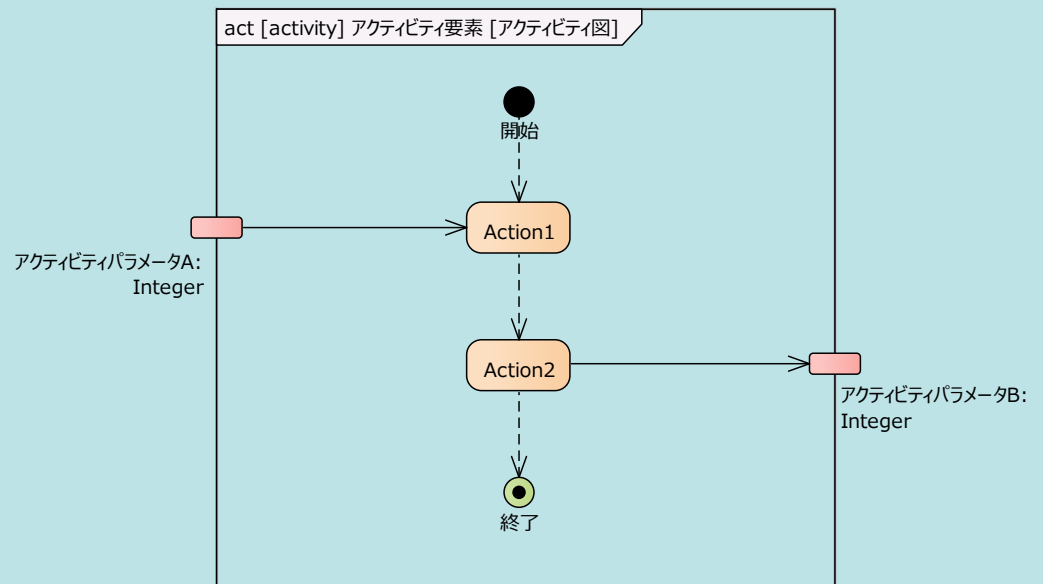 act [activity] アクティビティ要素 [アクティビティ図]
開始
Action1
アクティビティパラメータA:
Integer
Action2
アクティビティパラメータB:
Integer
終了